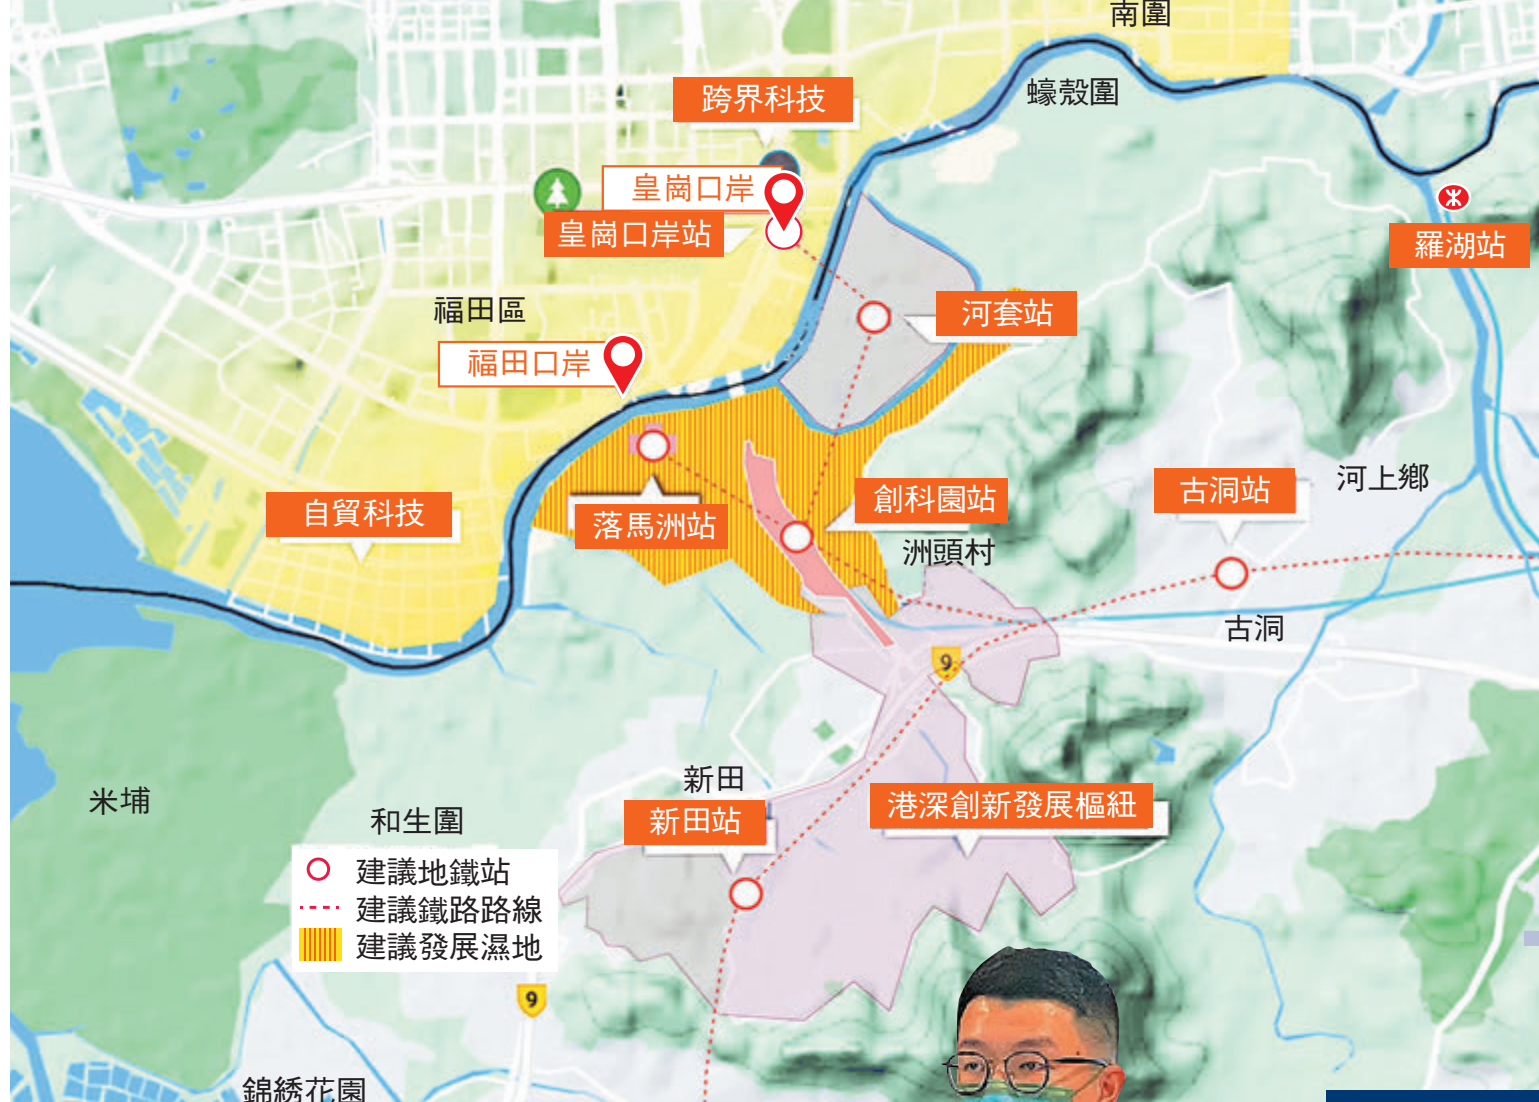 南圍
蠔殼圍
跨界科技
皇崗口岸
皇崗口岸站
羅湖站
河套站
福田區
福田口岸
自貿科技
落馬洲站
創科園站
洲頭村
古洞站
河上鄉
古洞
9
新田
新田站
港深創新發展樞紐
米埔
和生圍
建議地鐵站
建議鐵路路線
建議發展濕地
9
錦綉花園